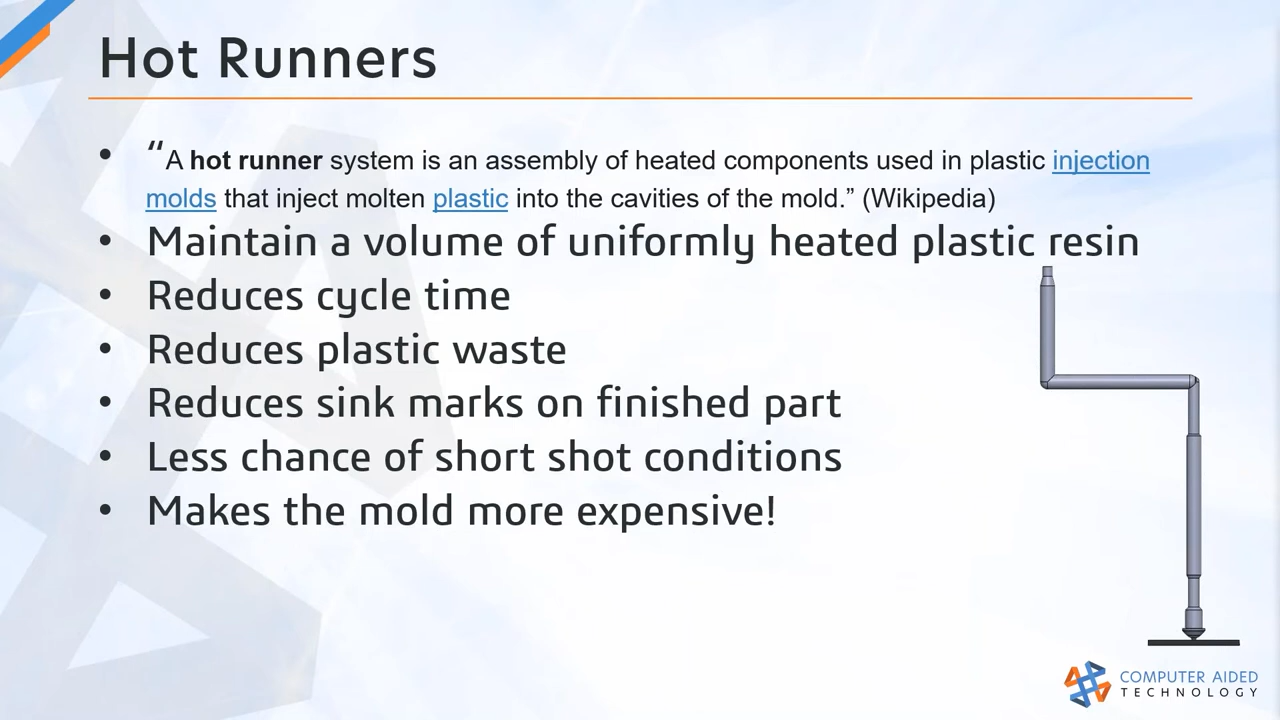 Hot Runners
• “A hot runner system is an assembly of heated components used in plastic injection
molds that inject molten plastic into the cavities of the mold.” (Wikipedia)
• Maintain a volume of uniformly heated plastic resin
• Reduces cycle time
• Reduces plastic waste
• Reduces sink marks on finished part
• Less chance of short shot conditions
• Makes the mold more expensive!
COMPUTER AIDED
TECHNOLOGY